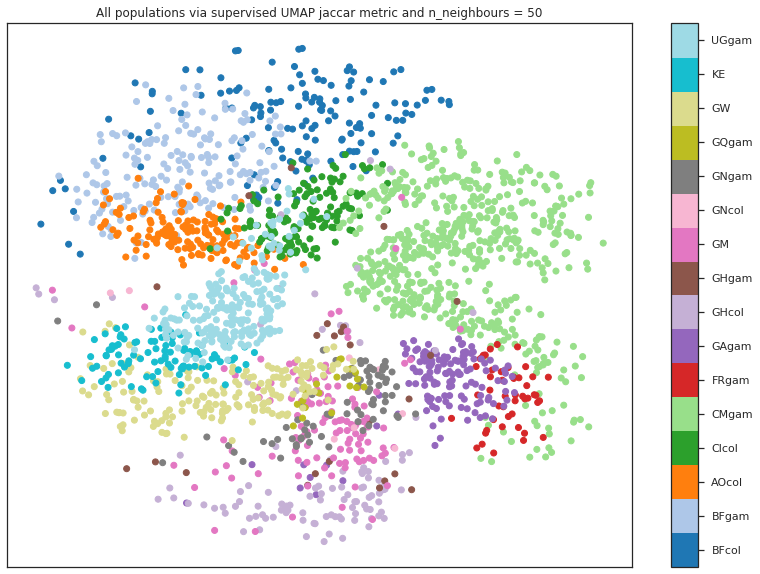 All populations via supervised UMAP jaccar metric and n_neighbours = 50
UGgam
KE
GW
GQgam
GNgam
GNcol
GM
GHgam
GHcol
GAgam
FRgam
CMgam
CIcol
AOcol
BFgam
BFcol